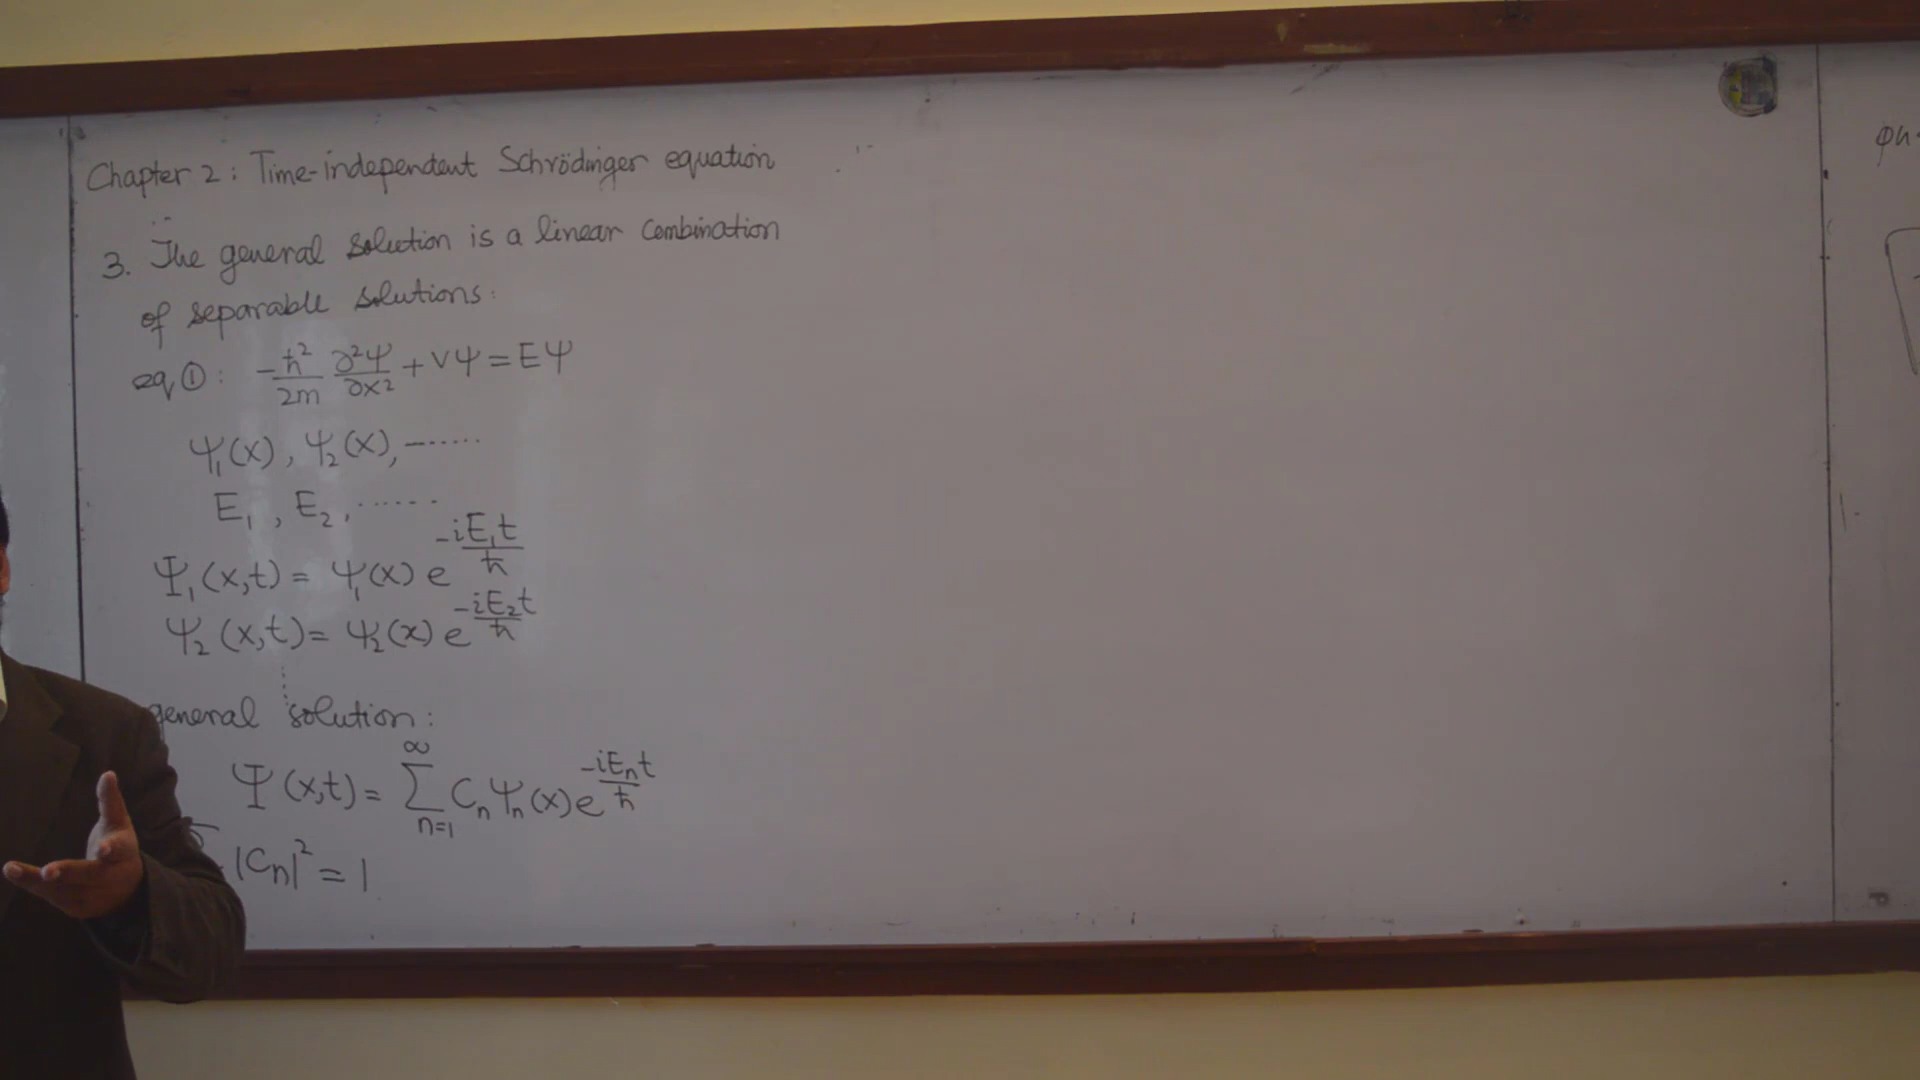 Chapter 2: Time-independent Schrödinger equation
3. The general solution is a linear combination
of separable solutions:
eq ①: -ħ²/2m ∂²Ψ/∂x² + VΨ = EΨ
Ψ₁(x), Ψ₂(x), -······
E₁, E₂, ······
Ψ₁(x,t) = Ψ₁(x) e^(-iE₁t/ħ)
Ψ₂(x,t) = Ψ₂(x) e^(-iE₂t/ħ)
general solution:
Ψ(x,t) = ∑_{n=1}^{∞} Cₙ Ψₙ(x) e^(-iEₙt/ħ)
|Cₙ|² = 1